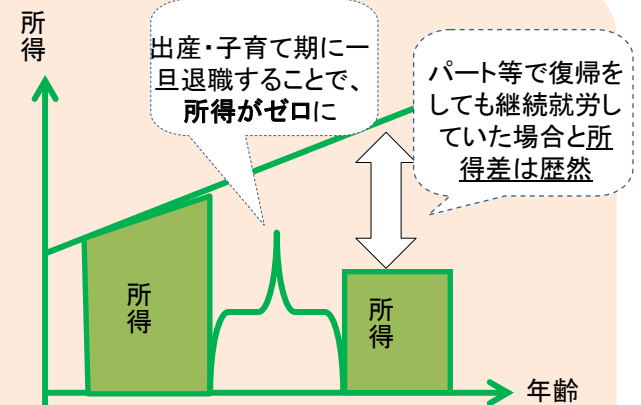 所
得
出産・子育て期に一
旦退職することで、
所得がゼロに
パート等で復帰を
しても継続就労し
ていた場合と所
得差は歴然
所
得
所
得
年齢